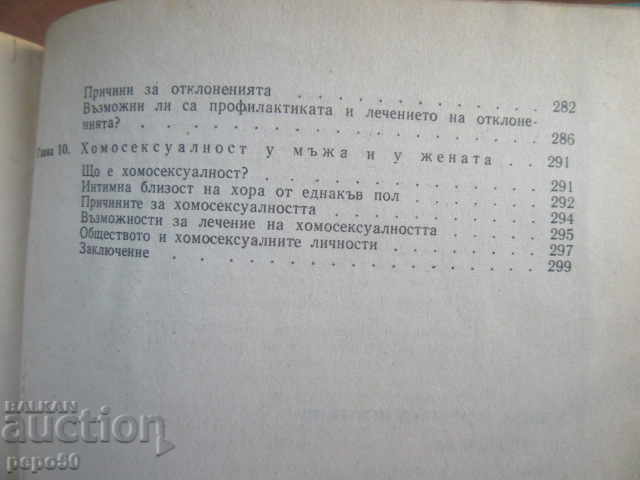 Причини за отклоненията . . . . . . . . . . 282
Възможни ли са профилактиката и лечението на отклоне-
нията? . . . . . . . . . . . . . . . 286
Глава 10. Хомосексуалност у мъжа и у жената . . 291
Що е хомосексуалност? . . . . . . . . . . 291
Интимна близост на хора от еднакъв пол . . . . . 292
Причините за хомосексуалността . . . . . . . 294
Възможности за лечение на хомосексуалността . . . 295
Обществото и хомосексуалните личности . . . . . 297
Заключение . . . . . . . . . . . . . 299
BALKAN
auction
pepo50